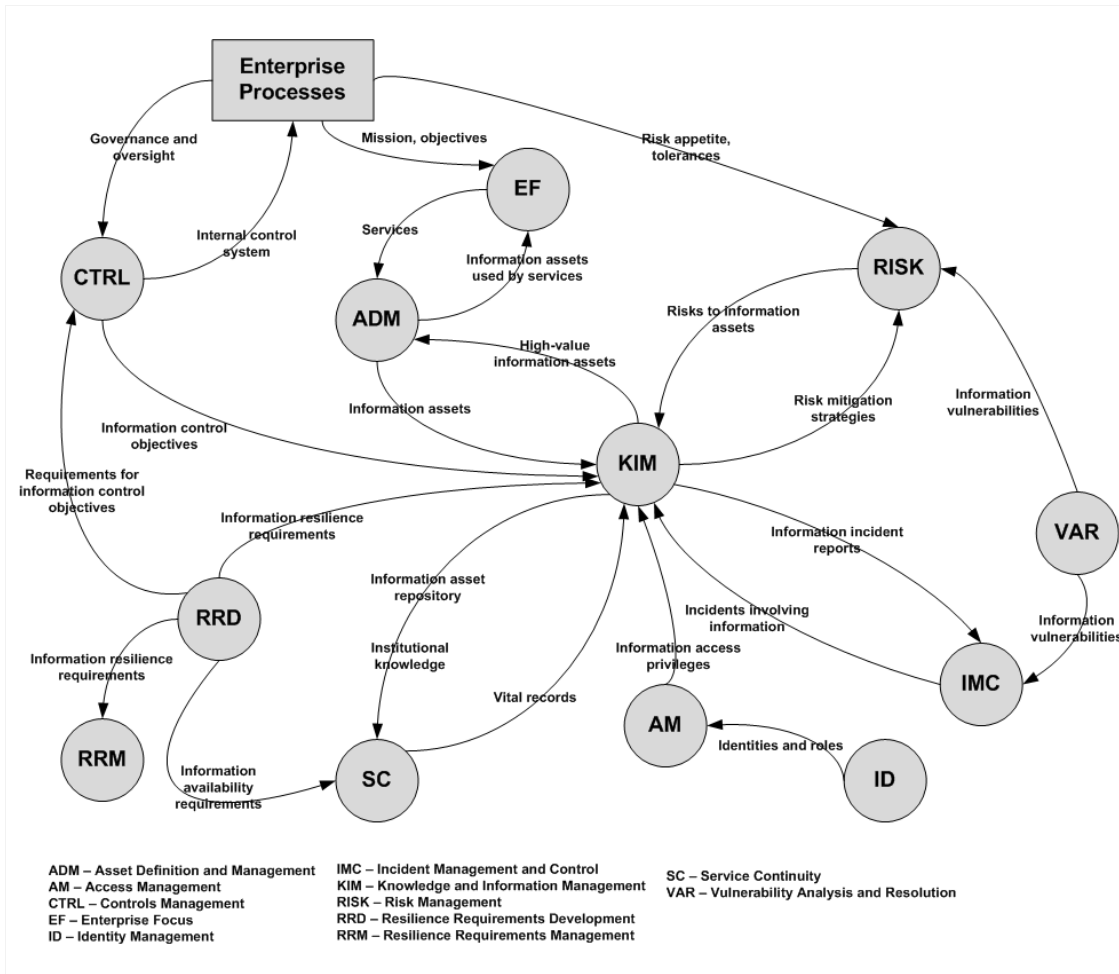 Enterprise
Processes
Governance and
oversight
Mission, objectives
Risk appetite,
tolerances
EF
Internal control
system
Services
CTRL
Information assets
used by services
RISK
ADM
Risks to information
assets
High-value
information assets
Information assets
Risk mitigation
strategies
Information
vulnerabilities
Information control
objectives
KIM
Requirements for
information control
objectives
Information resilience
requirements
Information incident
reports
VAR
Information asset
repository
RRD
Incidents involving
information
Information
vulnerabilities
Institutional
knowledge
Information access
privileges
Information resilience
requirements
IMC
Vital records
AM
Identities and roles
RRM
Information
availability
requirements
SC
ID
ADM – Asset Definition and Management
AM – Access Management
CTRL – Controls Management
EF – Enterprise Focus
ID – Identity Management
IMC – Incident Management and Control
KIM – Knowledge and Information Management
RISK – Risk Management
RRD – Resilience Requirements Development
RRM – Resilience Requirements Management
SC – Service Continuity
VAR – Vulnerability Analysis and Resolution